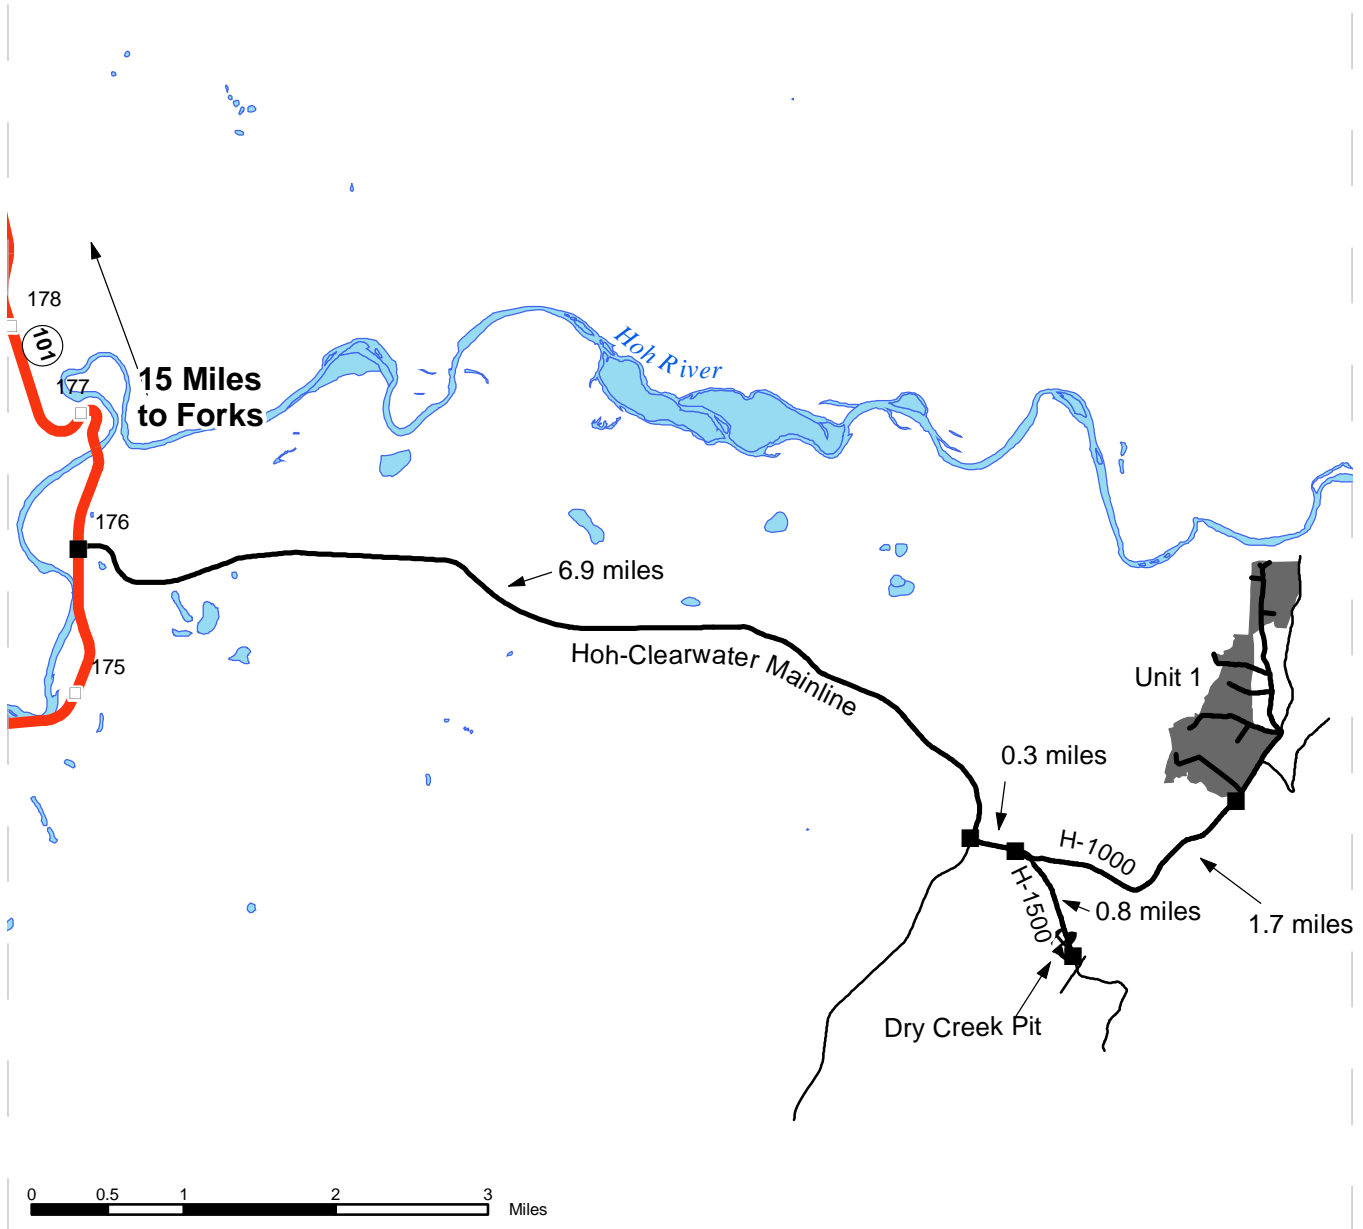 178
101
177
15 Miles
to Forks
Hoh River
176
6.9 miles
175
Hoh-Clearwater Mainline
Unit 1
0.3 miles
H-1000
H-1500
0.8 miles
1.7 miles
Dry Creek Pit
0 0.5 1 2 3
Miles